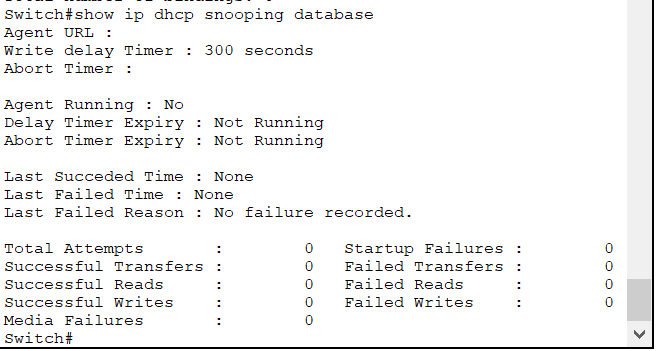 Switch#show ip dhcp snooping database
Agent URL :
Write delay Timer : 300 seconds
Abort Timer :
Agent Running : No
Delay Timer Expiry : Not Running
Abort Timer Expiry : Not Running
Last Succeded Time : None
Last Failed Time : None
Last Failed Reason : No failure recorded.
Total Attempts : 0 Startup Failures : 0
Successful Transfers : 0 Failed Transfers : 0
Successful Reads : 0 Failed Reads : 0
Successful Writes : 0 Failed Writes : 0
Media Failures : 0
Switch#